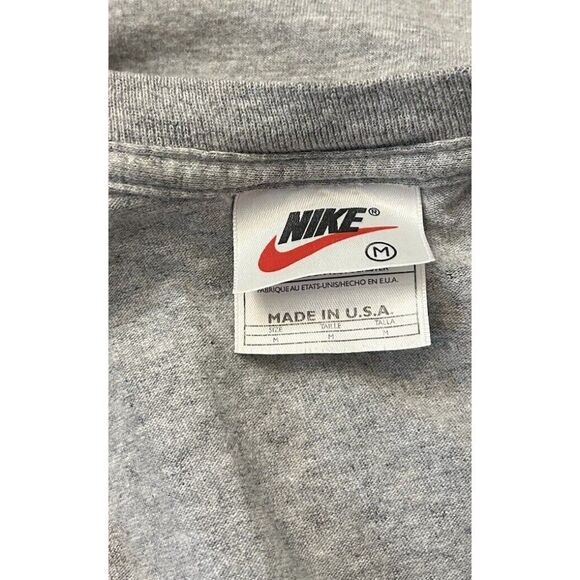 NIKE®
M
FABRIQUE AU ETATS-UNIS/HECHO EN E.U.A.
MADE IN U.S.A.
SIZE TAILLE TALLA
M M M